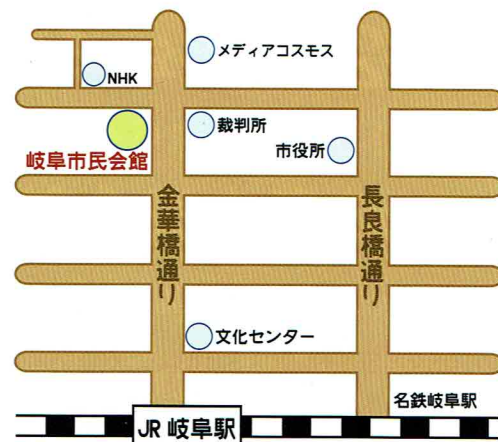 メディアコスモス
NHK
裁判所
市役所
岐阜市民会館
金華橋通り
長良橋通り
文化センター
名鉄岐阜駅
JR 岐阜駅